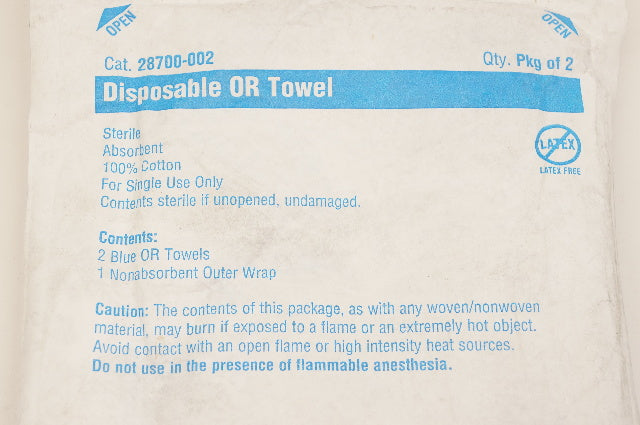 OPEN
OPEN
Cat. 28700-002
Qty. Pkg of 2
Disposable OR Towel
Sterile
Absorbent
100% Cotton
For Single Use Only
Contents sterile if unopened, undamaged.
LATEX
LATEX FREE
Contents:
2 Blue OR Towels
1 Nonabsorbent Outer Wrap
Caution: The contents of this package, as with any woven/nonwoven
material, may burn if exposed to a flame or an extremely hot object.
Avoid contact with an open flame or high intensity heat sources.
Do not use in the presence of flammable anesthesia.